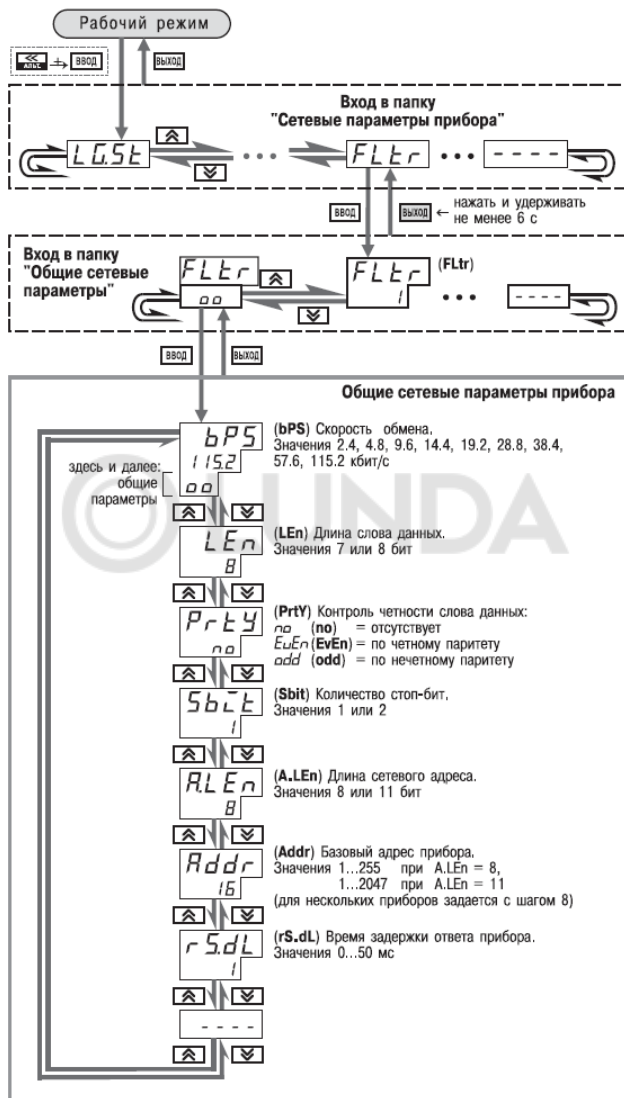 Рабочий режим
<<
ввод
выход
Вход в папку
"Сетевые параметры прибора"
LG.St
• • •
FLtr
• • •
- - - -
ввод
выход
нажать и удерживать
не менее 6 с
Вход в папку
"Общие сетевые
параметры"
FLtr
oo
FLtr
1
(FLtr)
• • •
- - - -
ввод
выход
Общие сетевые параметры прибора
bPS
115.2
oo
(bPS) Скорость обмена.
Значения 2.4, 4.8, 9.6, 14.4, 19.2, 28.8, 38.4,
57.6, 115.2 кбит/с
здесь и далее:
общие
параметры
LUNDA
LEn
8
(LEn) Длина слова данных.
Значения 7 или 8 бит
PrtY
no
(PrtY) Контроль четности слова данных:
no (no) = отсутствует
EvEn (EvEn) = по четному паритету
odd (odd) = по нечетному паритету
Sbit
1
(Sbit) Количество стоп-бит.
Значения 1 или 2
A.LEn
8
(A.LEn) Длина сетевого адреса.
Значения 8 или 11 бит
Addr
16
(Addr) Базовый адрес прибора.
Значения 1...255 при A.LEn = 8,
1...2047 при A.LEn = 11
(для нескольких приборов задается с шагом 8)
rS.dL
1
(rS.dL) Время задержки ответа прибора.
Значения 0...50 мс
- - - -